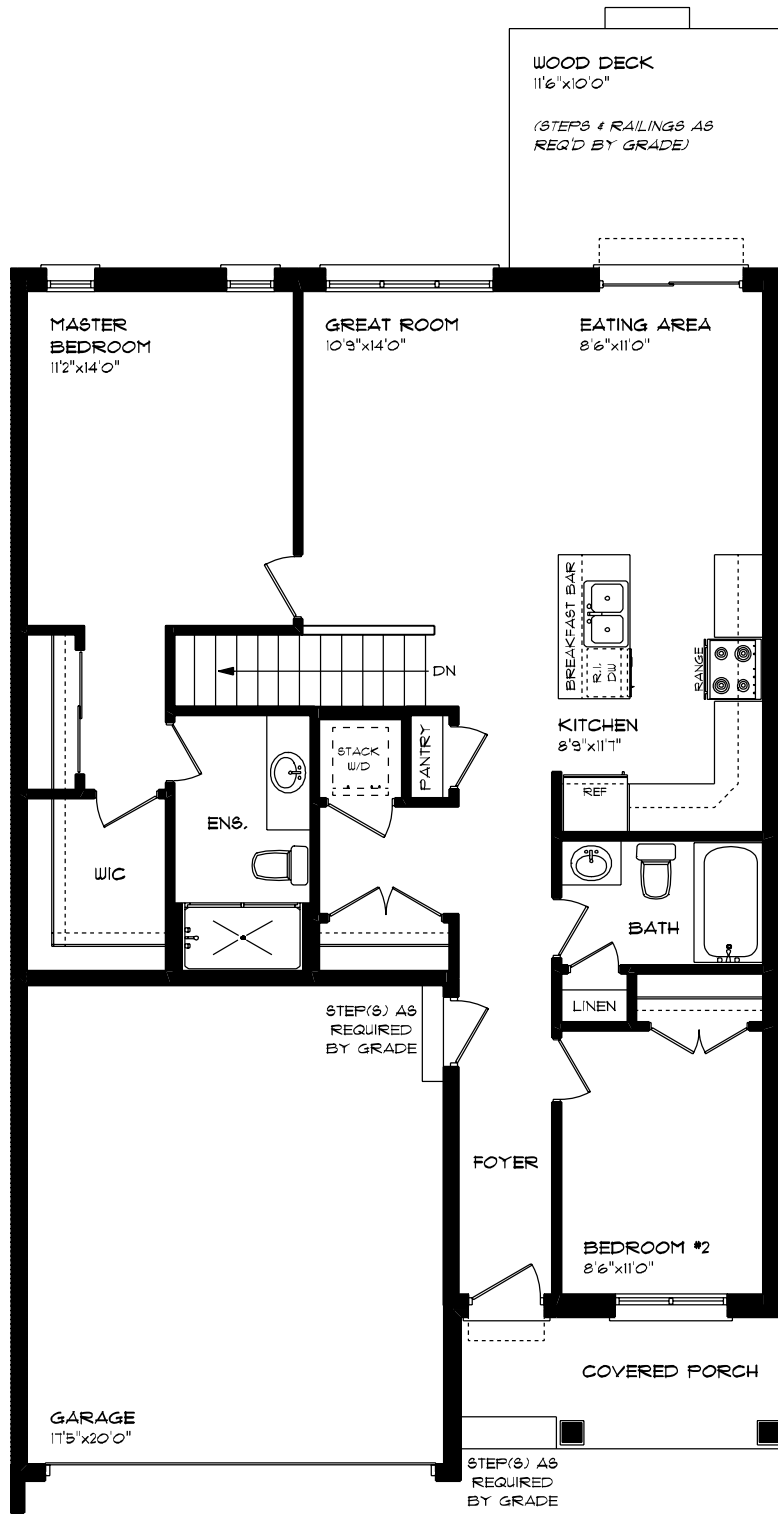 WOOD DECK
11'6"x10'0"
(STEPS & RAILINGS AS
REQ'D BY GRADE)
MASTER
BEDROOM
11'2"x14'0"
GREAT ROOM
10'9"x14'0"
EATING AREA
8'6"x11'0"
BREAKFAST BAR
R.I.
DW
RANGE
DN
KITCHEN
8'9"x11'7"
STACK
W/D
PANTRY
REF
ENS.
WIC
BATH
LINEN
STEP(S) AS
REQUIRED
BY GRADE
FOYER
BEDROOM #2
8'6"x11'0"
COVERED PORCH
GARAGE
17'5"x20'0"
STEP(S) AS
REQUIRED
BY GRADE